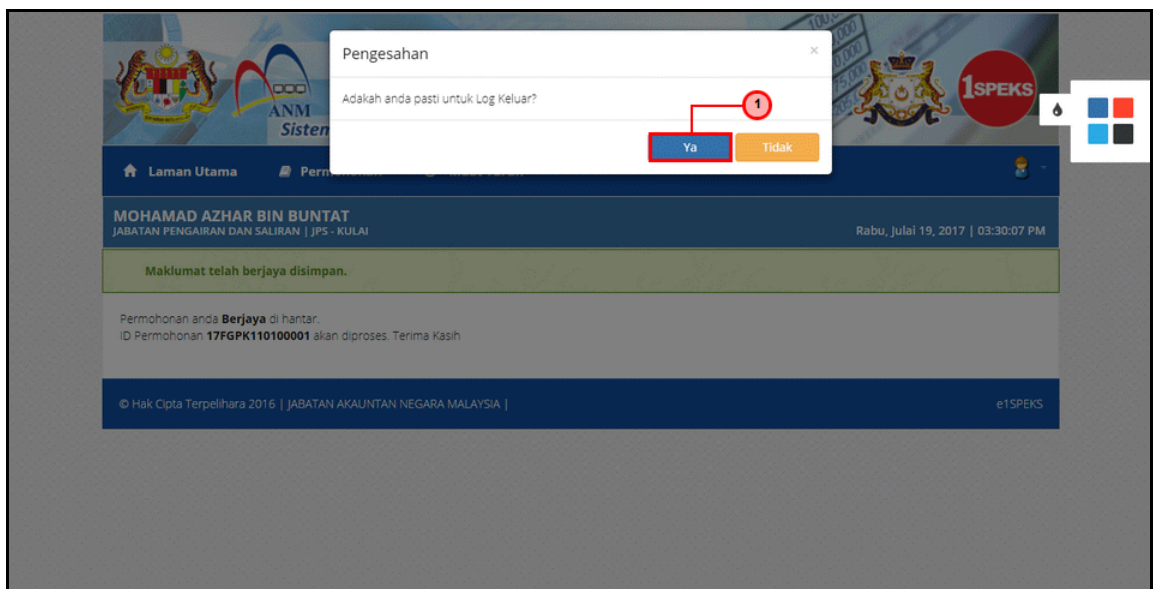 Pengesahan
×
Adakah anda pasti untuk Log Keluar?
1
Ya
Tidak
ANM
Sistem
1SPEKS
Laman Utama
MOHAMAD AZHAR BIN BUNTAT
JABATAN PENGAIRAN DAN SALIRAN | JPS - KULAI
Rabu, Julai 19, 2017 | 03:30:07 PM
Maklumat telah berjaya disimpan.
Permohonan anda Berjaya di hantar.
ID Permohonan 17FGPK110100001 akan diproses. Terima Kasih
© Hak Cipta Terpelihara 2016 | JABATAN AKAUNTAN NEGARA MALAYSIA |
e1SPEKS